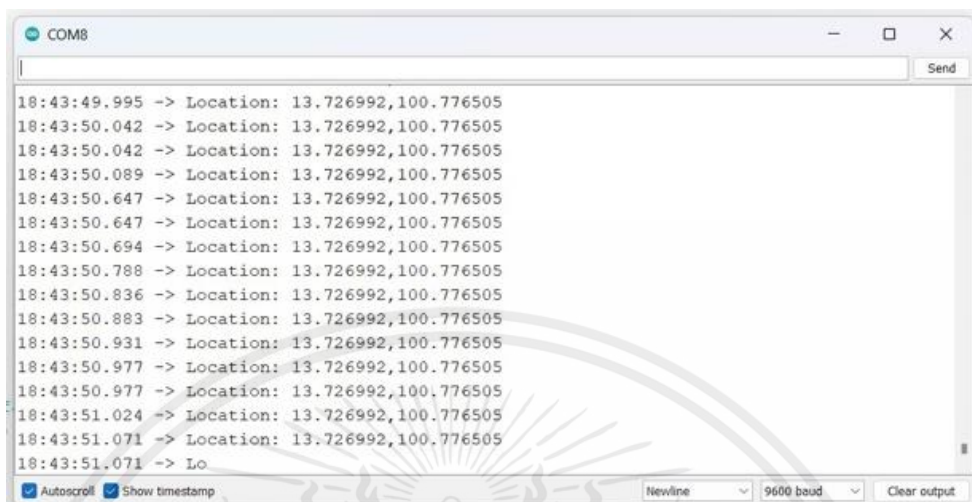 COM8
Send
18:43:49.995 -> Location: 13.726992,100.776505
18:43:50.042 -> Location: 13.726992,100.776505
18:43:50.042 -> Location: 13.726992,100.776505
18:43:50.089 -> Location: 13.726992,100.776505
18:43:50.647 -> Location: 13.726992,100.776505
18:43:50.647 -> Location: 13.726992,100.776505
18:43:50.694 -> Location: 13.726992,100.776505
18:43:50.788 -> Location: 13.726992,100.776505
18:43:50.836 -> Location: 13.726992,100.776505
18:43:50.883 -> Location: 13.726992,100.776505
18:43:50.931 -> Location: 13.726992,100.776505
18:43:50.977 -> Location: 13.726992,100.776505
18:43:50.977 -> Location: 13.726992,100.776505
18:43:51.024 -> Location: 13.726992,100.776505
18:43:51.071 -> Location: 13.726992,100.776505
18:43:51.071 -> Lo
Autoscroll Show timestamp Newline 9600 baud Clear output